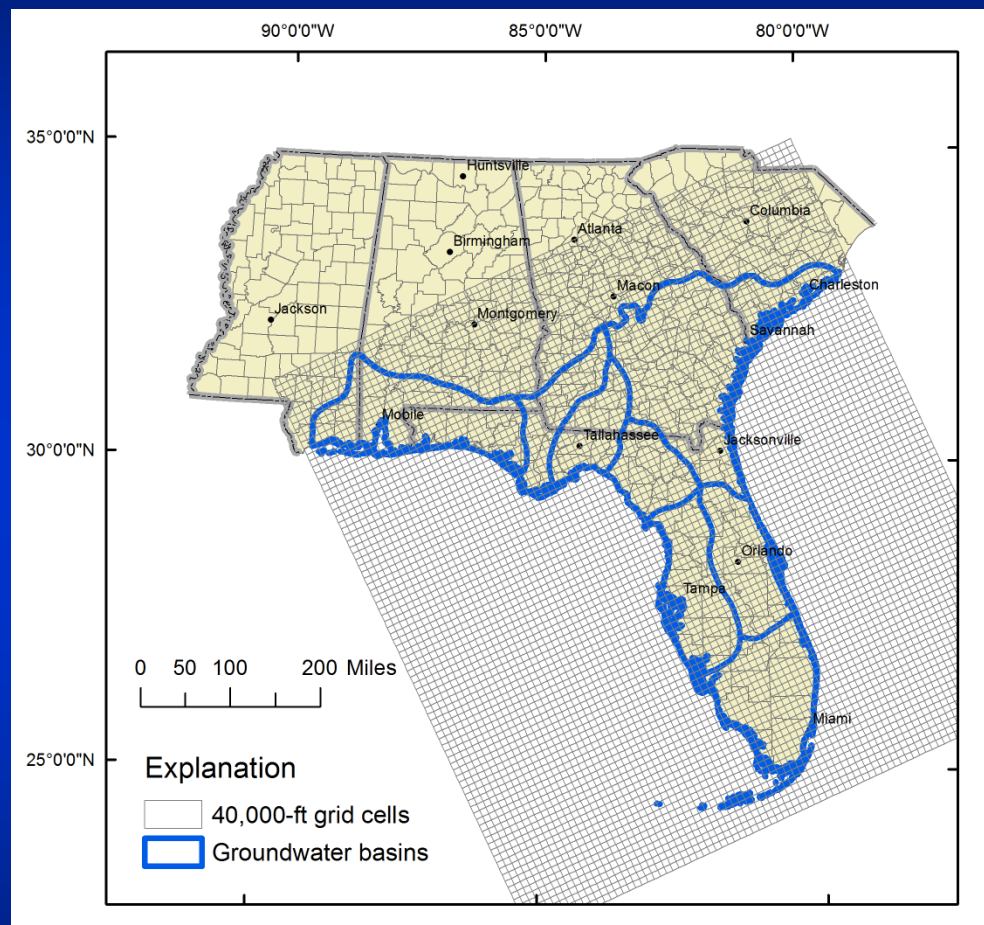 90°0'0"W 85°0'0"W 80°0'0"W
35°0'0"N
Huntsville
Columbia
Atlanta
Birmingham
Macon
Charleston
Jackson
Montgomery
Savannah
Mobile
30°0'0"N
Tallahassee
Jacksonville
Orlando
Tampa
0 50 100 200 Miles
Miami
25°0'0"N
Explanation
40,000-ft grid cells
Groundwater basins